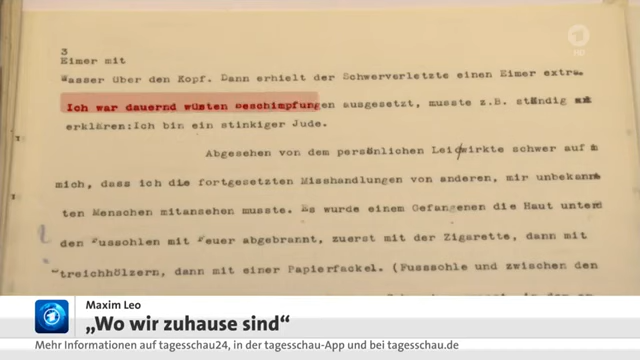 1
HD
3
Eimer mit
Wasser über den Kopf. Dann erhielt der Schwerverletzte einen Eimer extra
Ich war dauernd wüsten Beschimpfungen ausgesetzt, musste z.B. ständig
erklären:Ich bin ein stinkiger Jude.
Abgesehen von dem persönlichen Leid wirkte schwer auf
mich, dass ich die fortgesetzten Misshandlungen von anderen, mir unbekann
ten Menschen mitansehen musste. Es wurde einem Gefangenen die Haut unter
den Fussohlen mit Feuer abgebrannt, zuerst mit der Zigarette, dann mit
treichhölzern, dann mit einer Papierfackel. (Fussohle und zwischen den
Maxim Leo
„Wo wir zuhause sind“
Mehr Informationen auf tagesschau24, in der tagesschau-App und bei tagesschau.de